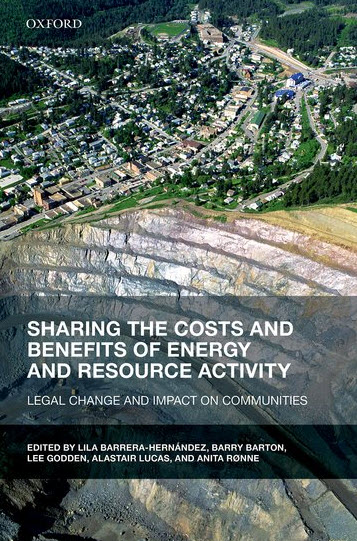 OXFORD
SHARING THE COSTS AND
BENEFITS OF ENERGY
AND RESOURCE ACTIVITY
LEGAL CHANGE AND IMPACT ON COMMUNITIES
EDITED BY LILA BARRERA-HERNÁNDEZ, BARRY BARTON,
LEE GODDEN, ALASTAIR LUCAS, AND ANITA RØNNE